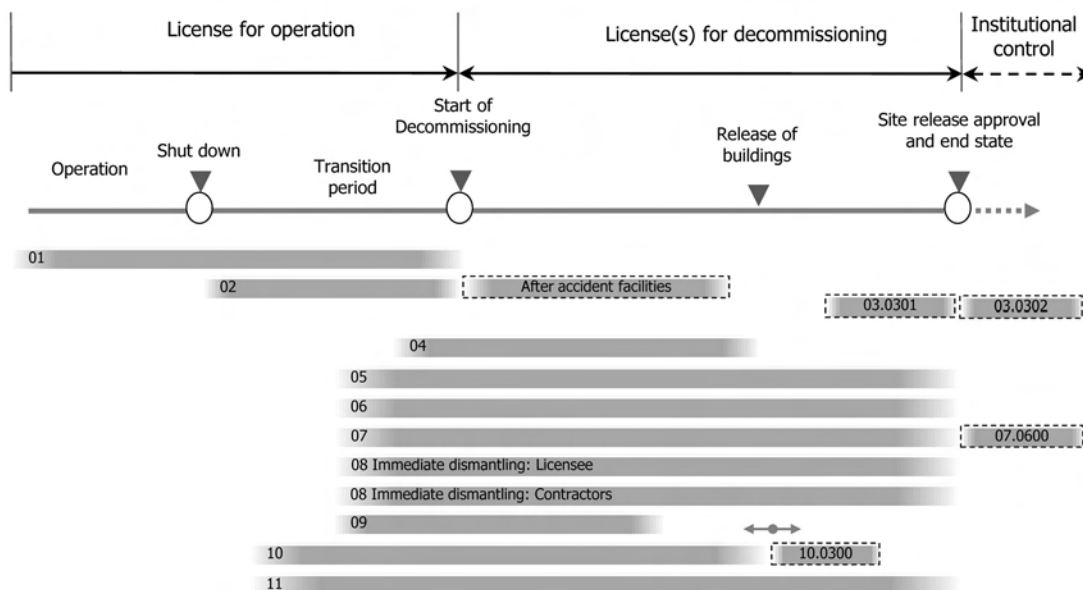 License for operation
License(s) for decommissioning
Institutional
control
Start of
Decommissioning
Site release approval
and end state
Release of
buildings
Shut down
Operation
Transition
period
01
02
After accident facilities
03.0301
03.0302
04
05
06
07
07.0600
08 Immediate dismantling: Licensee
08 Immediate dismantling: Contractors
09
10
10.0300
11